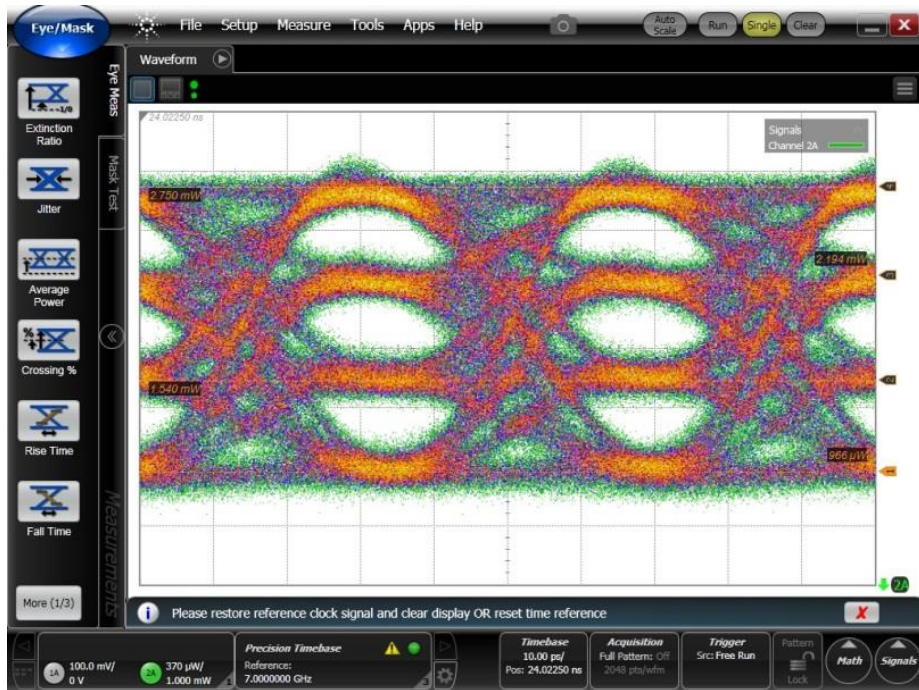 Eye/Mask
File Setup Measure Tools Apps Help
Auto Scale
Run
Single
Clear
Waveform
Eye Meas
Mask Test
Extinction
Ratio
Jitter
Average
Power
Crossing %
Rise Time
Fall Time
More (1/3)
Measurements
24.02250 ns
Signals
Channel 2A
2.750 mW
2.194 mW
1.540 mW
966 µW
2A
Please restore reference clock signal and clear display OR reset time reference
1A
100.0 mV/
0 V
2A
370 µW/
1.000 mW
Precision Timebase
Reference:
7.0000000 GHz
Timebase
10.00 ps/
Pos: 24.02250 ns
Acquisition
Full Pattern: Off
2048 pts/wfm
Trigger
Src: Free Run
Pattern
Lock
Math
Signals